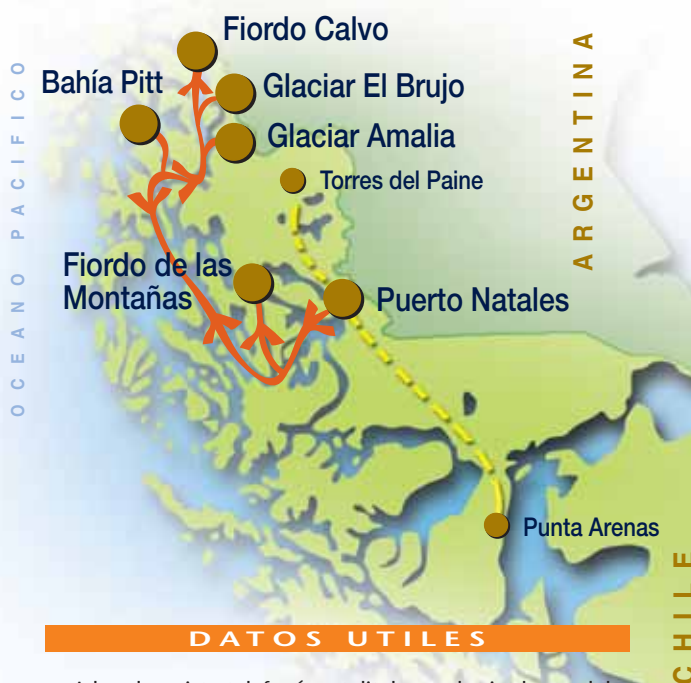 Fiordo Calvo
Bahía Pitt
Glaciar El Brujo
Glaciar Amalia
Torres del Paine
ARGENTINA
OCEANO PACIFICO
Fiordo de las
Montañas
Puerto Natales
Punta Arenas
CHILE
DATOS UTILES